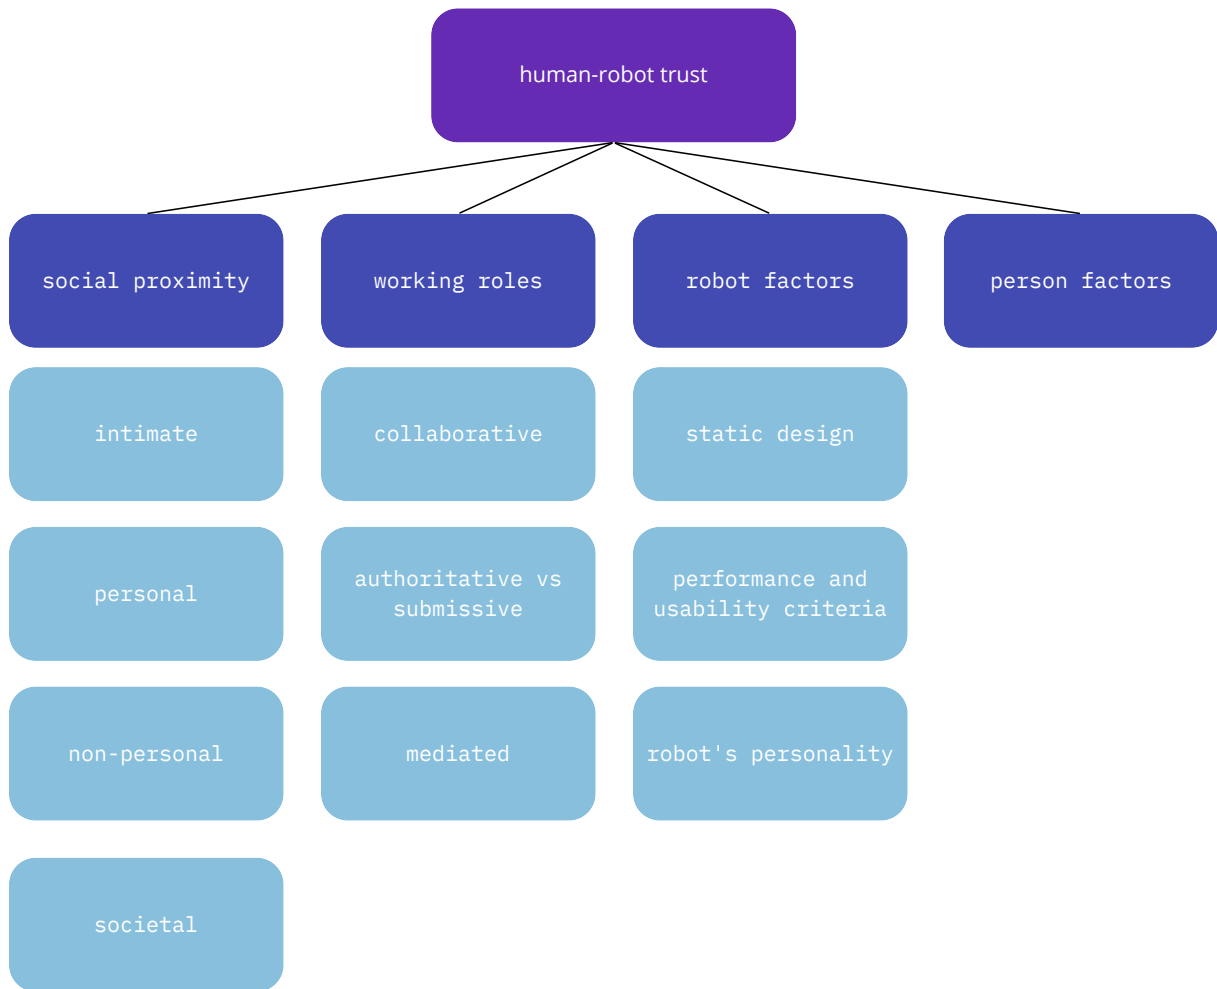 human-robot trust
social proximity
working roles
robot factors
person factors
intimate
collaborative
static design
personal
authoritative vs
submissive
performance and
usability criteria
non-personal
mediated
robot's personality
societal